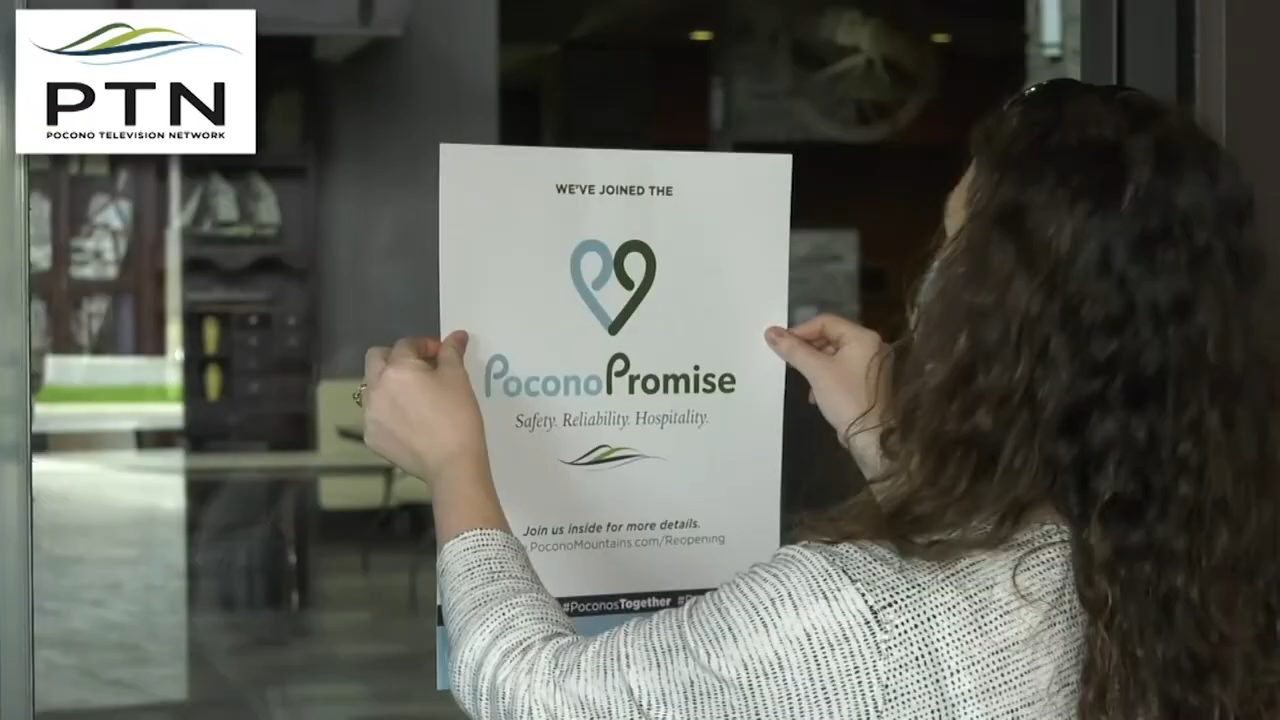 PTN
POCONO TELEVISION NETWORK
WE'VE JOINED THE
PoconoPromise
Safety. Reliability. Hospitality.
Join us inside for more details.
PoconoMountains.com/Reopening
#PoconosTogether